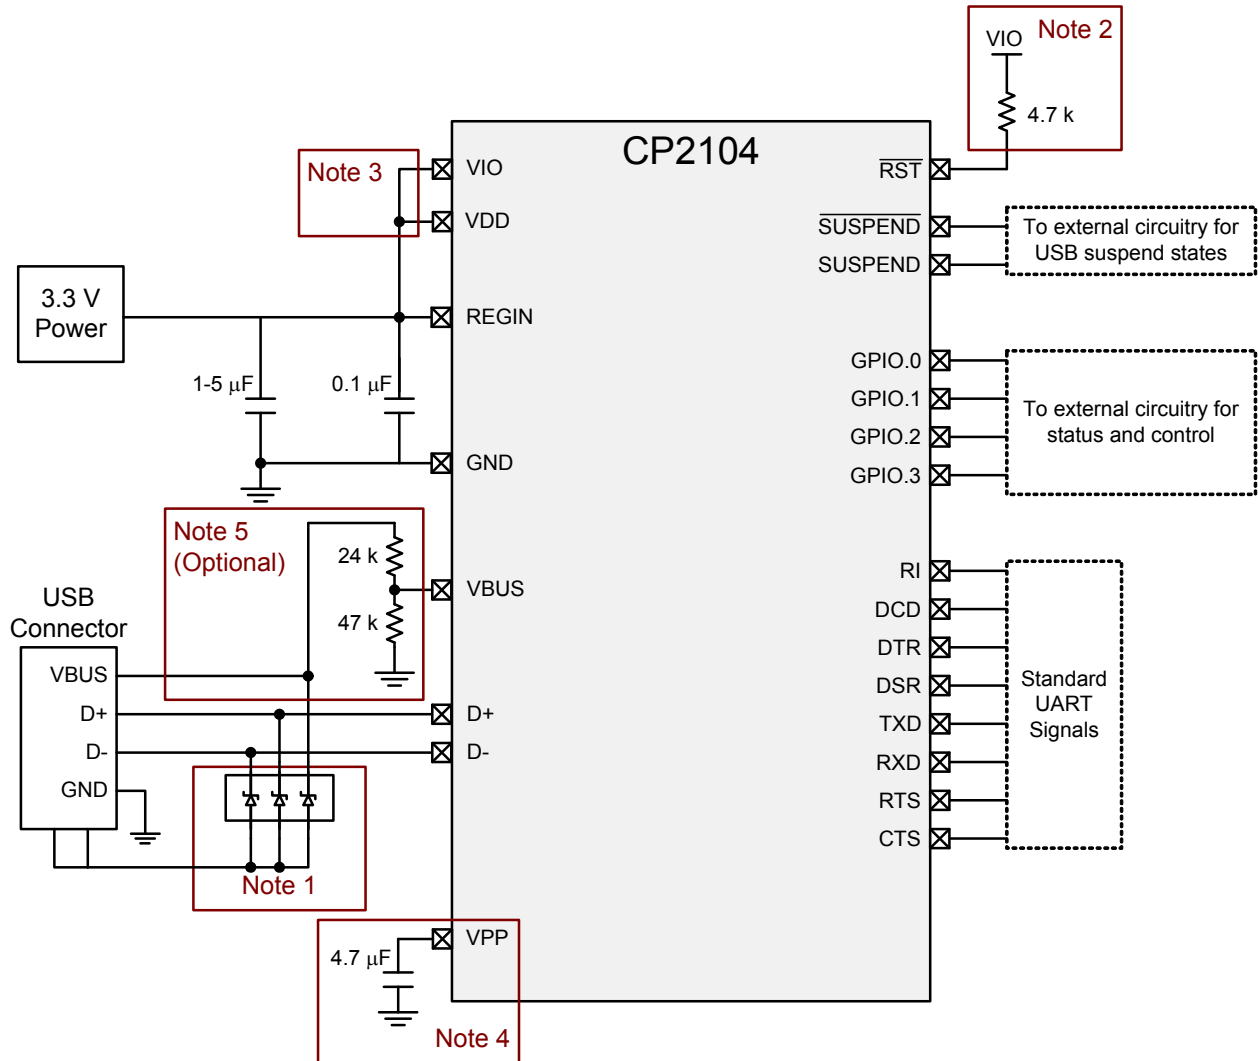 Note 2
VIO
4.7 k
CP2104
Note 3
VIO
VDD
RST
SUSPEND
SUSPEND
To external circuitry for
USB suspend states
3.3 V
Power
REGIN
1-5 μF
0.1 μF
GND
GPIO.0
GPIO.1
GPIO.2
GPIO.3
To external circuitry for
status and control
Note 5
(Optional)
24 k
47 k
VBUS
USB
Connector
VBUS
D+
D-
GND
D+
D-
RI
DCD
DTR
DSR
TXD
RXD
RTS
CTS
Standard
UART
Signals
Note 1
VPP
4.7 μF
Note 4